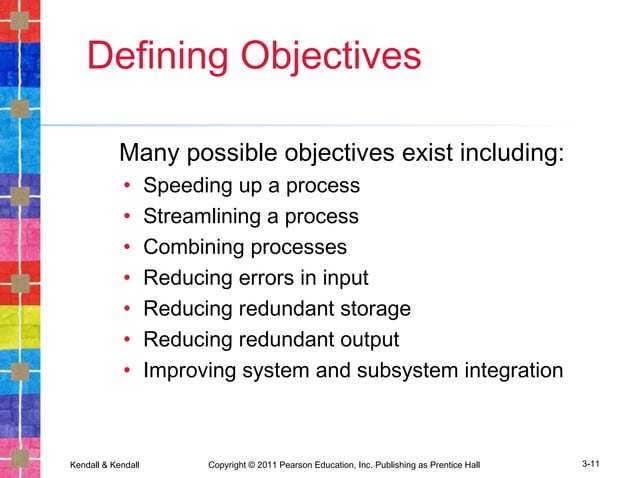 Defining Objectives
Many possible objectives exist including:
• Speeding up a process
• Streamlining a process
• Combining processes
• Reducing errors in input
• Reducing redundant storage
• Reducing redundant output
• Improving system and subsystem integration
Kendall & Kendall Copyright © 2011 Pearson Education, Inc. Publishing as Prentice Hall 3-11